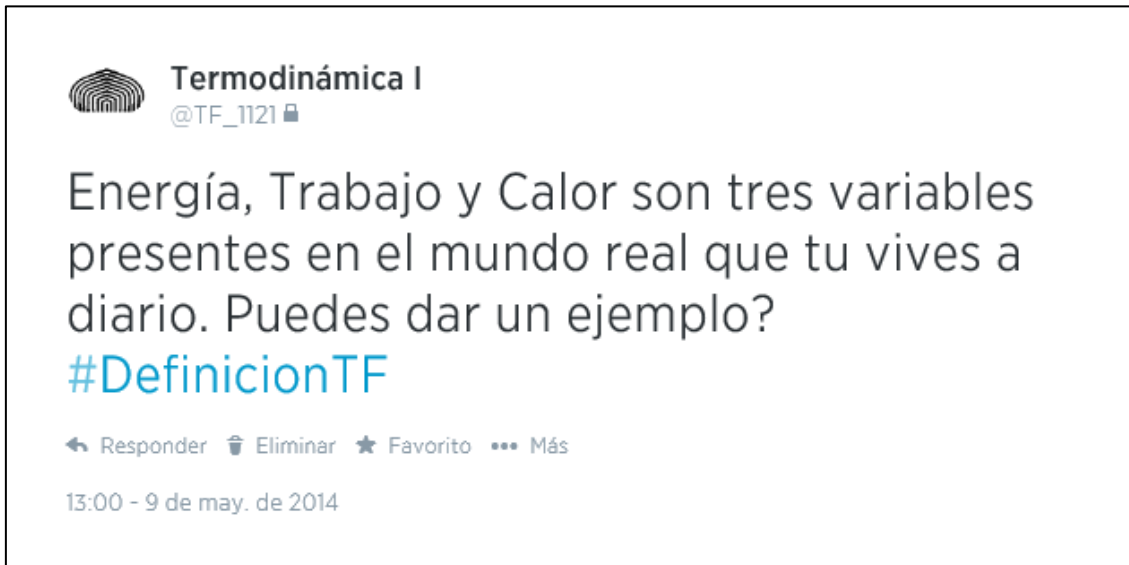 Termodinámica I
@TF_1121
Energía, Trabajo y Calor son tres variables
presentes en el mundo real que tu vives a
diario. Puedes dar un ejemplo?
#DefinicionTF
Responder Eliminar Favorito Más
13:00 - 9 de may. de 2014